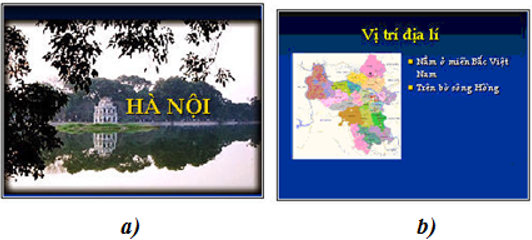 HÀ NỘI
Vị trí địa lí
Nằm ở miền Bắc Việt
Nam
Trên bờ sông Hồng
a)
b)